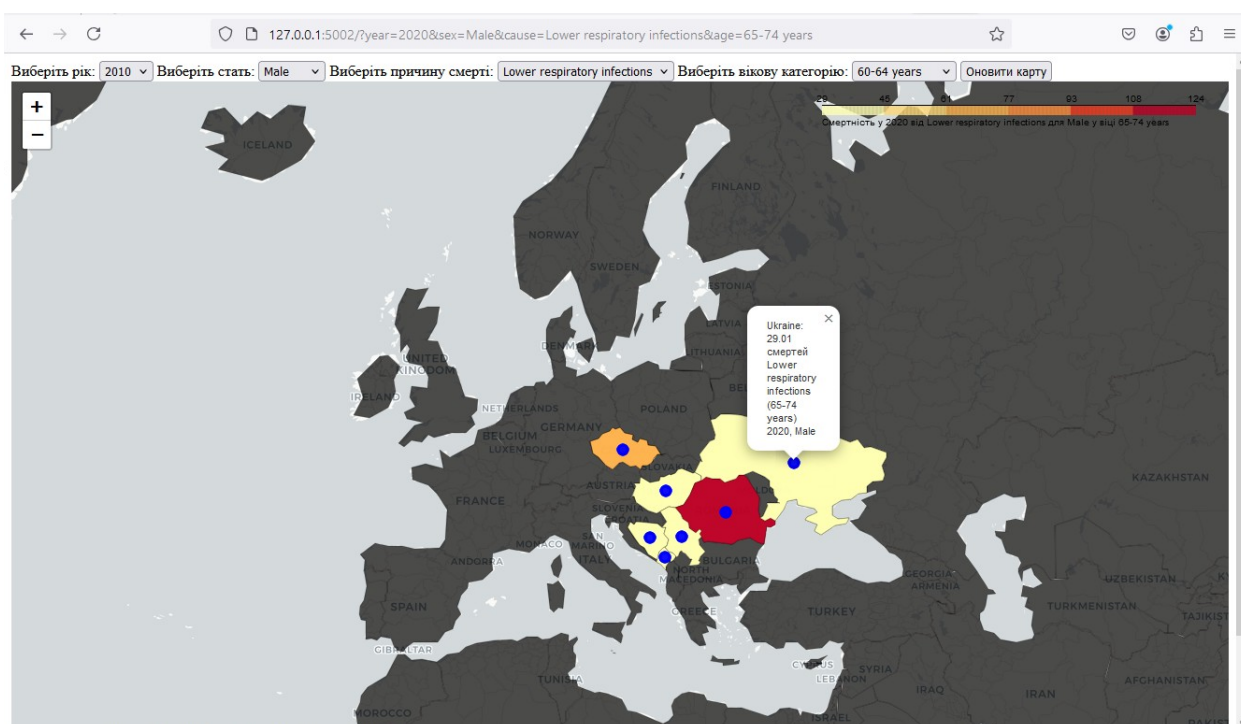 127.0.0.1:5002/?year=2020&sex=Male&cause=Lower respiratory infections&age=65-74 years
Виберіть рік: 2010 Виберіть стать: Male Виберіть причину смерті: Lower respiratory infections Виберіть вікову категорію: 60-64 years Оновити карту
+
−
29 45 61 77 93 108 124
Смертність у 2020 від Lower respiratory infections для Male у віці 65-74 years
ICELAND
FINLAND
NORWAY
SWEDEN
ESTONIA
LATVIA
DENMARK
LITHUANIA
UNITED
KINGDOM
IRELAND
Ukraine:
29.01
смертей
Lower
respiratory
infections
(65-74
years)
2020, Male
×
NETHERLANDS
POLAND
GERMANY
BELGIUM
LUXEMBOURG
SLOVAKIA
KAZAKHSTAN
AUSTRIA
FRANCE
SLOVENIA
CROATIA
MONACO
SAN
MARINO
ITALY
ANDORRA
BULGARIA
NORTH
MACEDONIA
GEORGIA
ARMENIA
UZBEKISTAN
SPAIN
GREECE
TURKEY
TURKMENISTAN
TAJIKIST
GIBRALTAR
CYPRUS
SYRIA
LEBANON
TUNISIA
IRAQ
IRAN
AFGHANISTAN
MOROCCO
ISRAEL